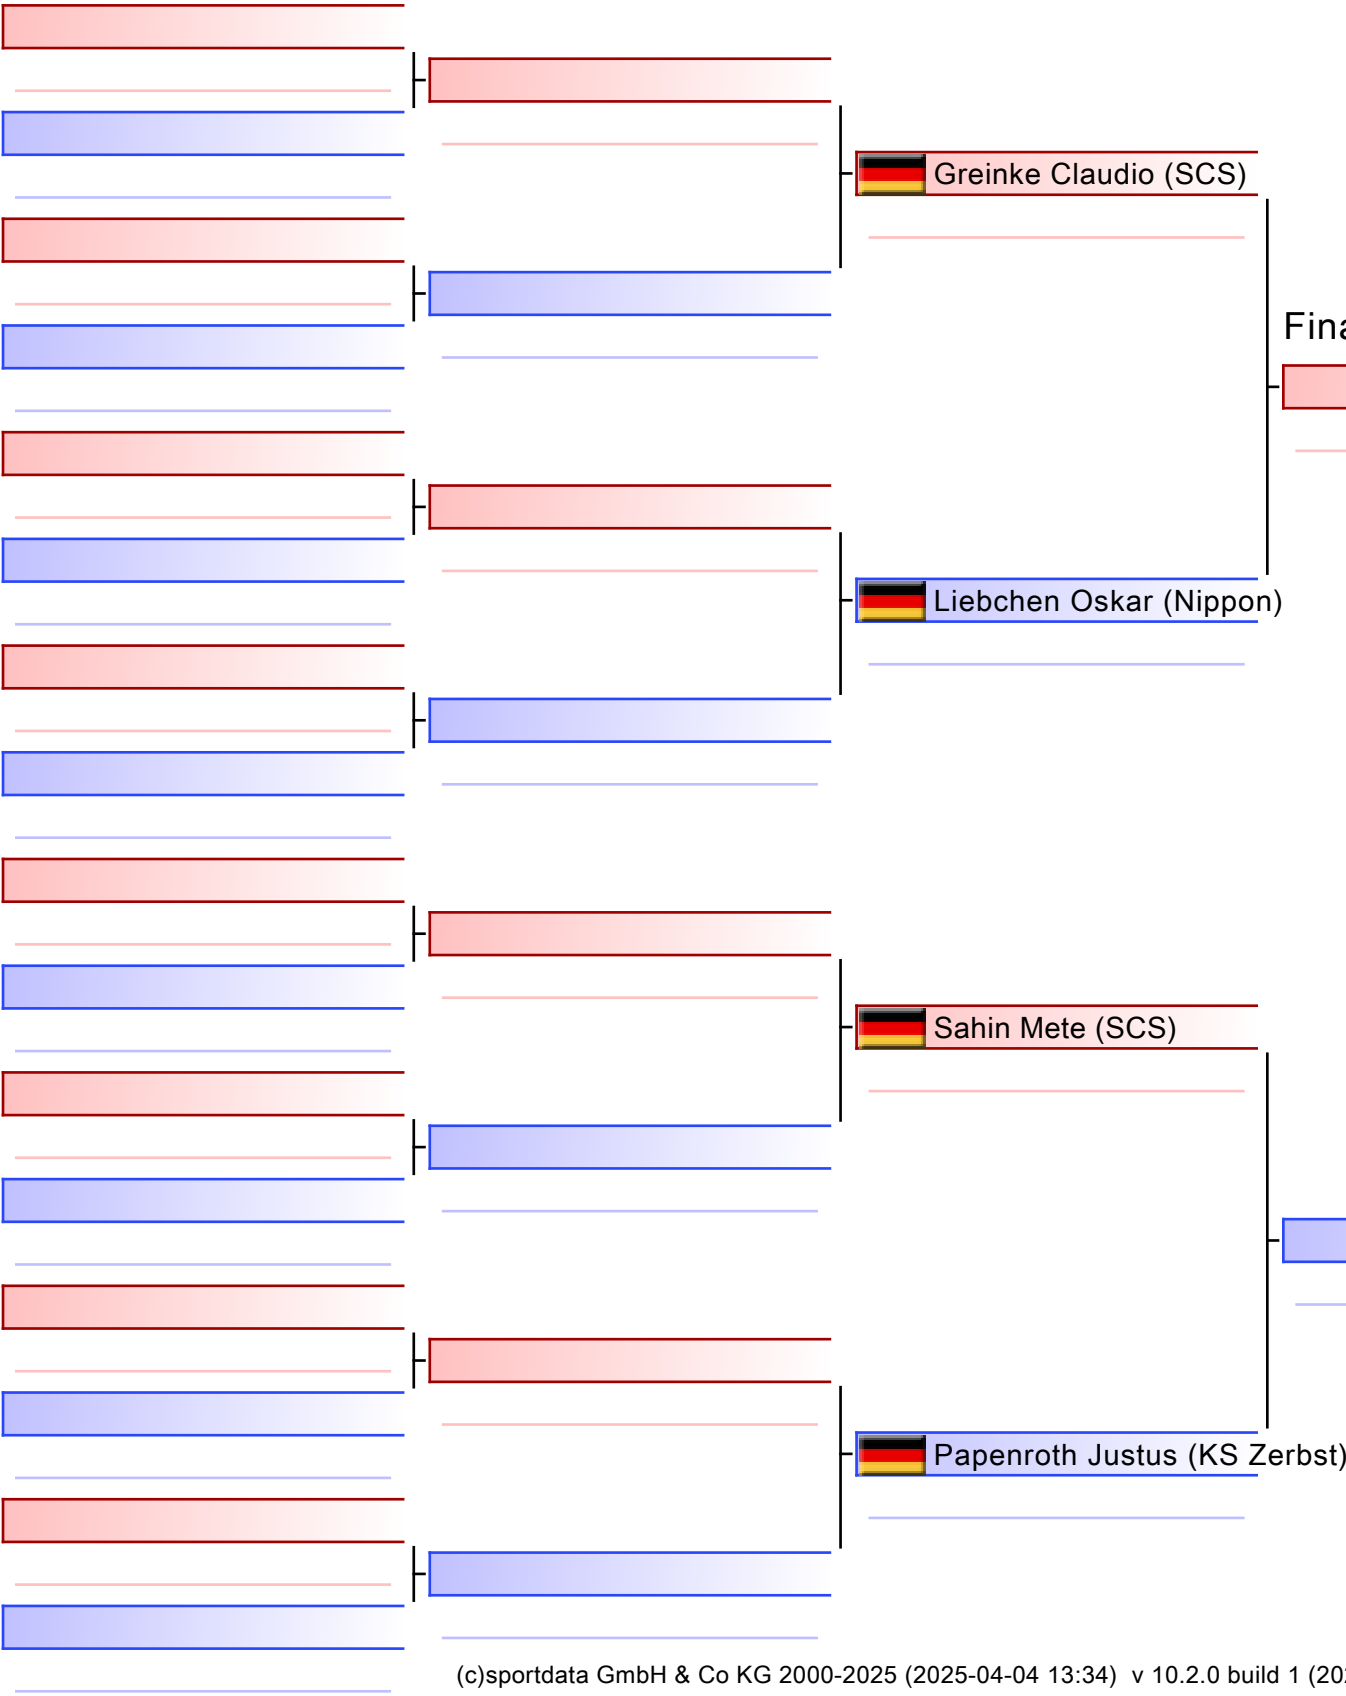 Greinke Claudio (SCS)
Fina
Liebchen Oskar (Nippon)
Sahin Mete (SCS)
Papenroth Justus (KS Zerbst)
(c)sportdata GmbH & Co KG 2000-2025 (2025-04-04 13:34) v 10.2.0 build 1 (202